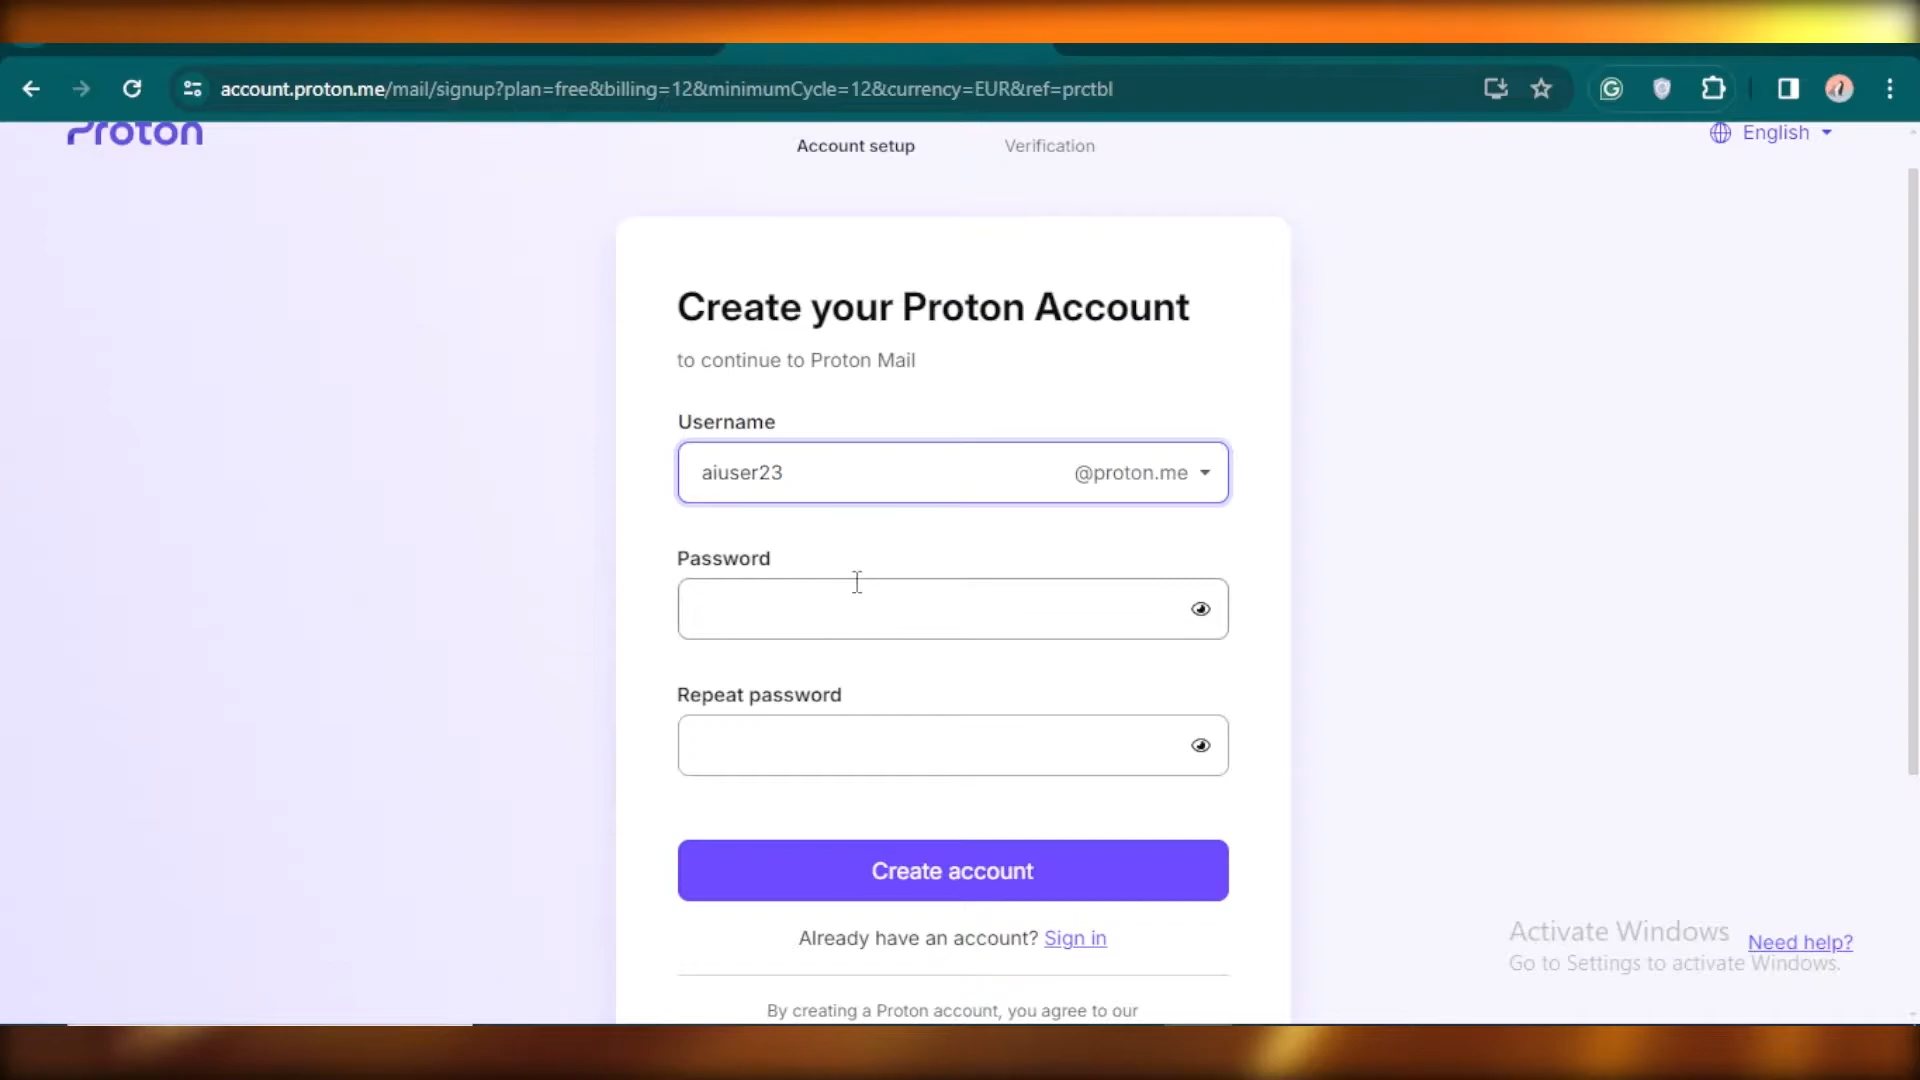 account.proton.me/mail/signup?plan=free&billing=12&minimumCycle=12&currency=EUR&ref=prctbl
Proton
Account setup
Verification
English
Create your Proton Account
to continue to Proton Mail
Username
aiuser23
@proton.me
Password
Repeat password
Create account
Already have an account? Sign in
Activate Windows
Need help?
Go to Settings to activate Windows.
By creating a Proton account, you agree to our